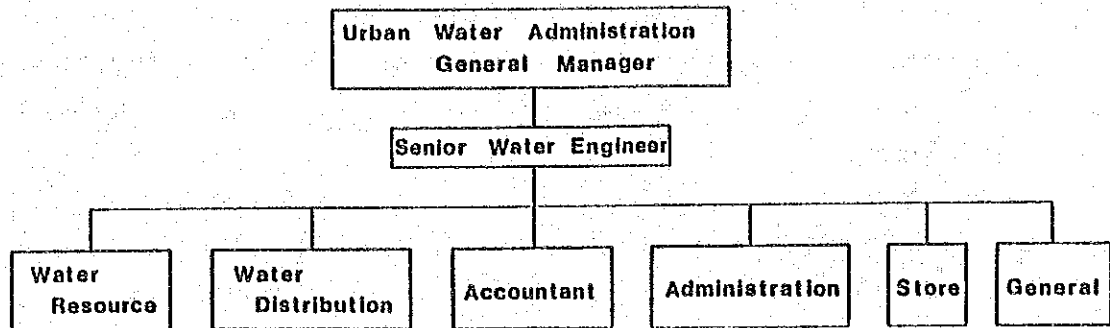 Urban Water Administration
General Manager
Senior Water Engineer
Water
Resource
Water
Distribution
Accountant
Administration
Store
General